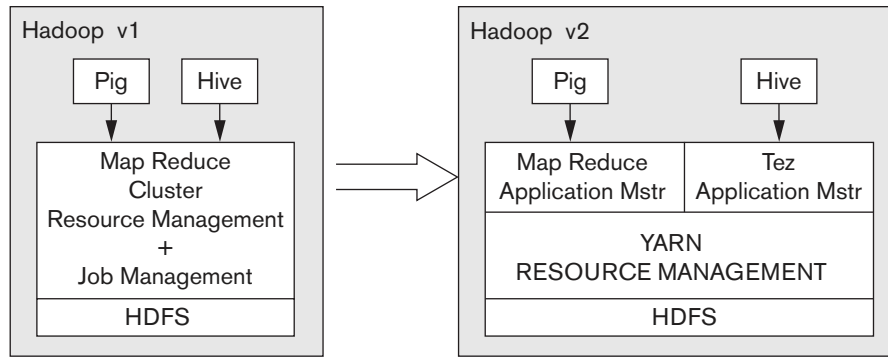 Hadoop v1
Pig
Hive
Map Reduce
Cluster
Resource Management
+
Job Management
HDFS
Hadoop v2
Pig
Hive
Map Reduce
Application Mstr
Tez
Application Mstr
YARN
RESOURCE MANAGEMENT
HDFS